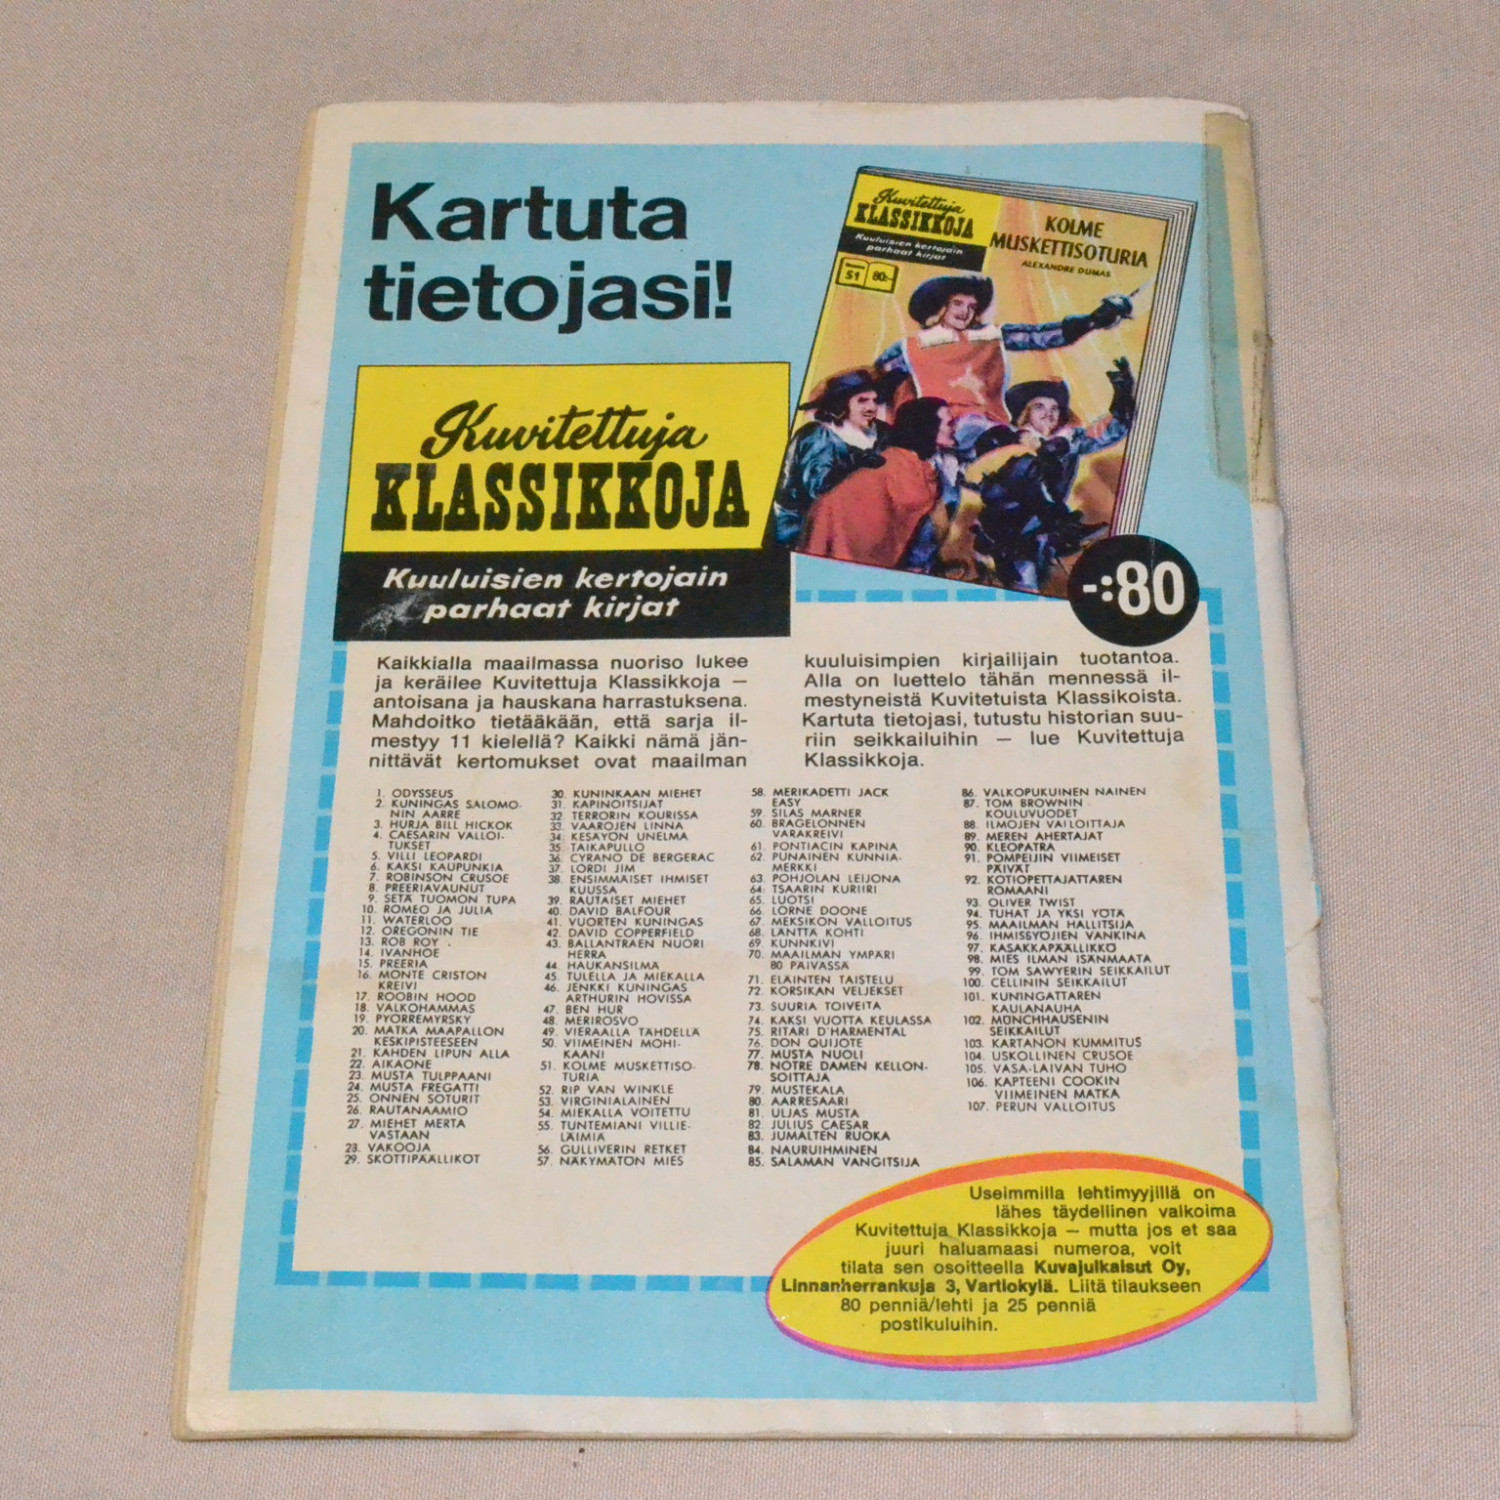 Kartuta
tietojasi!
Kuvitettuja
KLASSIKKOJA
Kuuluisien kertojain
parhaat kirjat
Kuvitettuja
KLASSIKKOJA
Kuuluisien kertojain
parhaat kirjat
51 80:-
KOLME
MUSKETTISOTURIA
ALEXANDRE DUMAS
-:80
Kaikkialla maailmassa nuoriso lukee
ja keräilee Kuvitettuja Klassikkoja —
antoisana ja hauskana harrastuksena.
Mahdoitko tietääkään, että sarja il-
mestyy 11 kielellä? Kaikki nämä jän-
nittävät kertomukset ovat maailman
kuuluisimpien kirjailijain tuotantoa.
Alla on luettelo tähän mennessä il-
mestyneistä Kuvitetuista Klassikoista.
Kartuta tietojasi, tutustu historian suu-
riin seikkailuihin — lue Kuvitettuja
Klassikkoja.
1. ODYSSEUS
2. KUNINGAS SALOMO-
NIN AARRE
3. HURJA BILL HICKOK
4. CAESARIN VALLOI-
TUKSET
5. VILLI LEOPARDI
6. KAKSI KAUPUNKIA
7. ROBINSON CRUSOE
8. PREERIAVAUNUT
9. SETÄ TUOMON TUPA
10. ROMEO JA JULIA
11. WATERLOO
12. OREGONIN TIE
13. ROB ROY
14. IVANHOE
15. PREERIA
16. MONTE CRISTON
KREIVI
17. ROOBIN HOOD
18. VALKOHAMMAS
19. PYÖRREMYRSKY
20. MATKA MAAPALLON
KESKIPISTEESEEN
21. KAHDEN LIPUN ALLA
22. AIKAONE
23. MUSTA TULPPAANI
24. MUSTA FREGATTI
25. ONNEN SOTURIT
26. RAUTANAAMIO
27. MIEHET MERTA
VASTAAN
28. VAKOOJA
29. SKOTTIPÄÄLLIKÖT
30. KUNINKAAN MIEHET
31. KAPINOITSIJAT
32. TERRORIN KOURISSA
33. VAAROJEN LINNA
34. KESÄYÖN UNELMA
35. TAIKAPULLO
36. CYRANO DE BERGERAC
37. LORDI JIM
38. ENSIMMÄISET IHMISET
KUUSSA
39. RAUTAISET MIEHET
40. DAVID BALFOUR
41. VUORTEN KUNINGAS
42. DAVID COPPERFIELD
43. BALLANTRAEN NUORI
HERRA
44. HAUKANSILMÄ
45. TULELLA JA MIEKALLA
46. JENKKI KUNINGAS
ARTHURIN HOVISSA
47. BEN HUR
48. MERIROSVO
49. VIERAALLA TÄHDELLÄ
50. VIIMEINEN MOHI-
KAANI
51. KOLME MUSKETTISO-
TURIA
52. RIP VAN WINKLE
53. VIRGINIALAINEN
54. MIEKALLA VOITETTU
55. TUNTEMIANI VILLIE-
LÄIMIÄ
56. GULLIVERIN RETKET
57. NÄKYMÄTÖN MIES
58. MERIKADETTI JACK
EASY
59. SILAS MARNER
60. BRAGELONNEN
VARAKREIVI
61. PONTIACIN KAPINA
62. PUNAINEN KUNNIA-
MERKKI
63. POHJOLAN LEIJONA
64. TSAARIN KURIIRI
65. LUOTSI
66. LORNE DOONE
67. MEKSIKON VALLOITUS
68. LÄNTTÄ KOHTI
69. KUNNKIVI
70. MAAILMAN YMPÄRI
80 PÄIVÄSSÄ
71. ELÄINTEN TAISTELU
72. KORSIKAN VELJEKSET
73. SUURIA TOIVEITA
74. KAKSI VUOTTA KEULASSA
75. RITARI D'HARMENTAL
76. DON QUIJOTE
77. MUSTA NUOLI
78. NOTRE DAMEN KELLON-
SOITTAJA
79. MUSTEKALA
80. AARRESAARI
81. ULJAS MUSTA
82. JULIUS CAESAR
83. JUMALTEN RUOKA
84. NAURUIHMINEN
85. SALAMAN VANGITSIJA
86. VALKOPUKUINEN NAINEN
87. TOM BROWNIN
KOULUVUODET
88. ILMOJEN VALLOITTAJA
89. MEREN AHERTAJAT
90. KLEOPATRA
91. POMPEIJIN VIIMEISET
PÄIVÄT
92. KOTIOPETTAJATTAREN
ROMAANI
93. OLIVER TWIST
94. TUHAT JA YKSI YÖTÄ
95. MAAILMAN HALLITSIJA
96. IHMISSYÖJIEN VANKINA
97. KASAKKAPÄÄLLIKKÖ
98. MIES ILMAN ISÄNMAATA
99. TOM SAWYERIN SEIKKAILUT
100. CELLININ SEIKKAILUT
101. KUNINGATTAREN
KAULANAUHA
102. MÜNCHHAUSENIN
SEIKKAILUT
103. KARTANON KUMMITUS
104. USKOLLINEN CRUSOE
105. VASA-LAIVAN TUHO
106. KAPTEENI COOKIN
VIIMEINEN MATKA
107. PERUN VALLOITUS
Useimmilla lehtimyyjillä on
lähes täydellinen valkoima
Kuvitettuja Klassikkoja — mutta jos et saa
juuri haluamaasi numeroa, voit
tilata sen osoitteella Kuvajulkaisut Oy,
Linnanherrankuja 3, Vartiokylä. Liitä tilaukseen
80 penniä/lehti ja 25 penniä
postikuluihin.